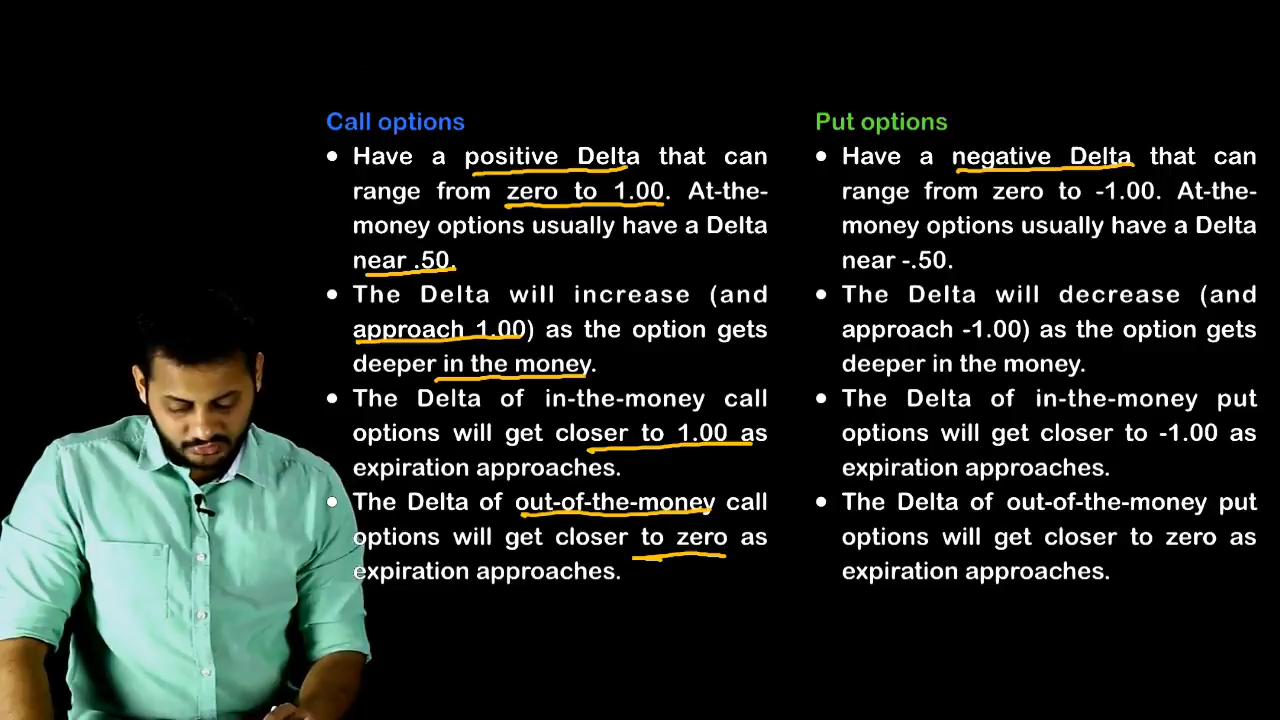 Call options
• Have a positive Delta that can
range from zero to 1.00. At-the-
money options usually have a Delta
near .50.
• The Delta will increase (and
approach 1.00) as the option gets
deeper in the money.
• The Delta of in-the-money call
options will get closer to 1.00 as
expiration approaches.
• The Delta of out-of-the-money call
options will get closer to zero as
expiration approaches.
Put options
• Have a negative Delta that can
range from zero to -1.00. At-the-
money options usually have a Delta
near -.50.
• The Delta will decrease (and
approach -1.00) as the option gets
deeper in the money.
• The Delta of in-the-money put
options will get closer to -1.00 as
expiration approaches.
• The Delta of out-of-the-money put
options will get closer to zero as
expiration approaches.